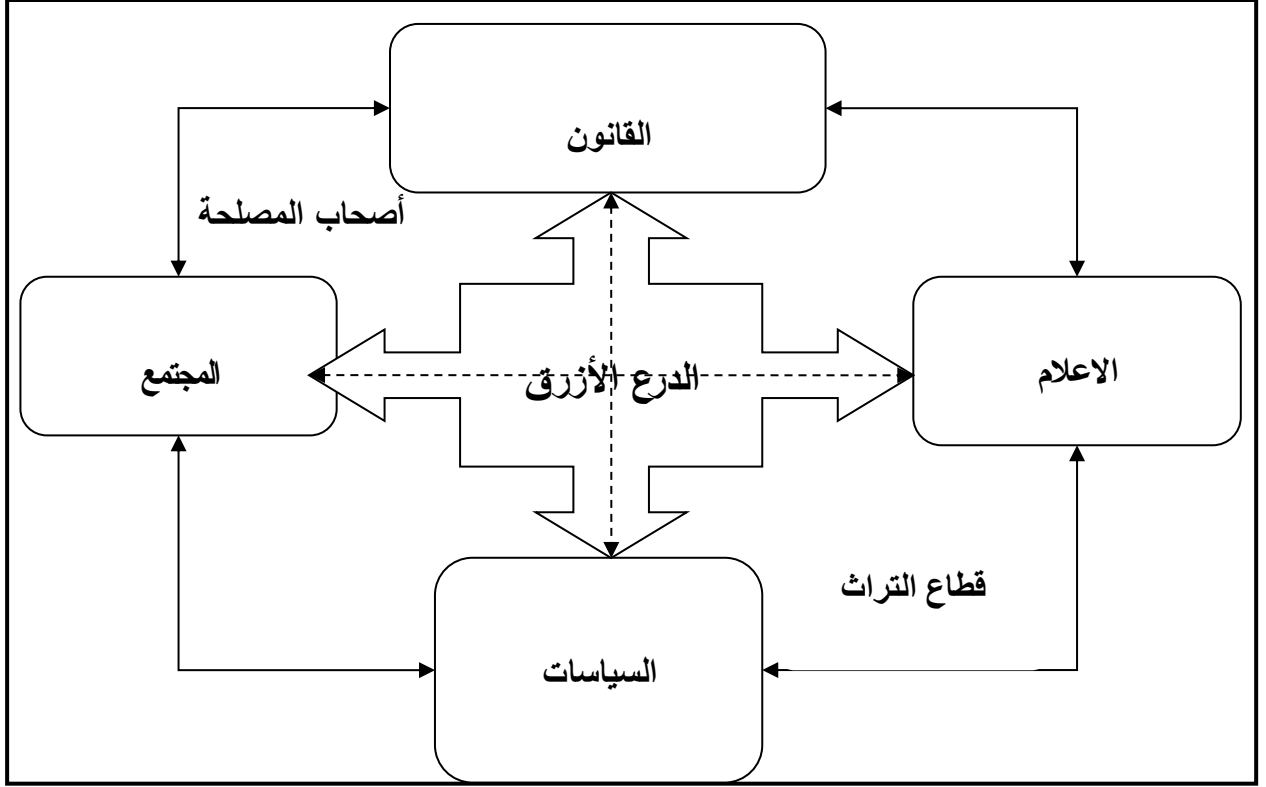 القانون
أصحاب المصلحة
الاعلام
الدرع الأزرق
المجتمع
قطاع التراث
السياسات